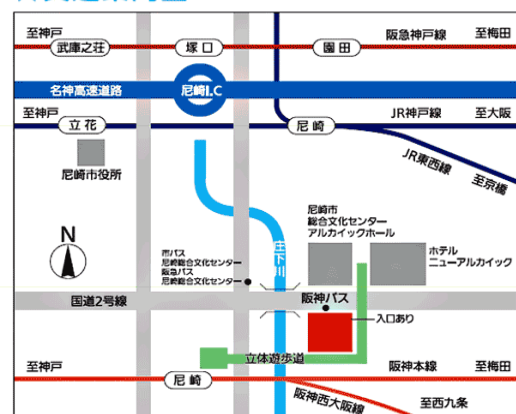 至神戸
阪急神戸線
至梅田
武庫之荘
塚口
園田
名神高速道路
尼崎I.C
至神戸
JR神戸線
至大阪
立花
尼崎
JR東西線
至京橋
尼崎市役所
尼崎市
総合文化センター
アルカイックホール
N
庄下川
市バス
尼崎総合文化センター
阪急バス
尼崎総合文化センター
ホテル
ニューアルカイック
国道2号線
阪神バス
入口あり
立体遊歩道
至神戸
阪神本線
至梅田
尼崎
阪神西大阪線
至西九条